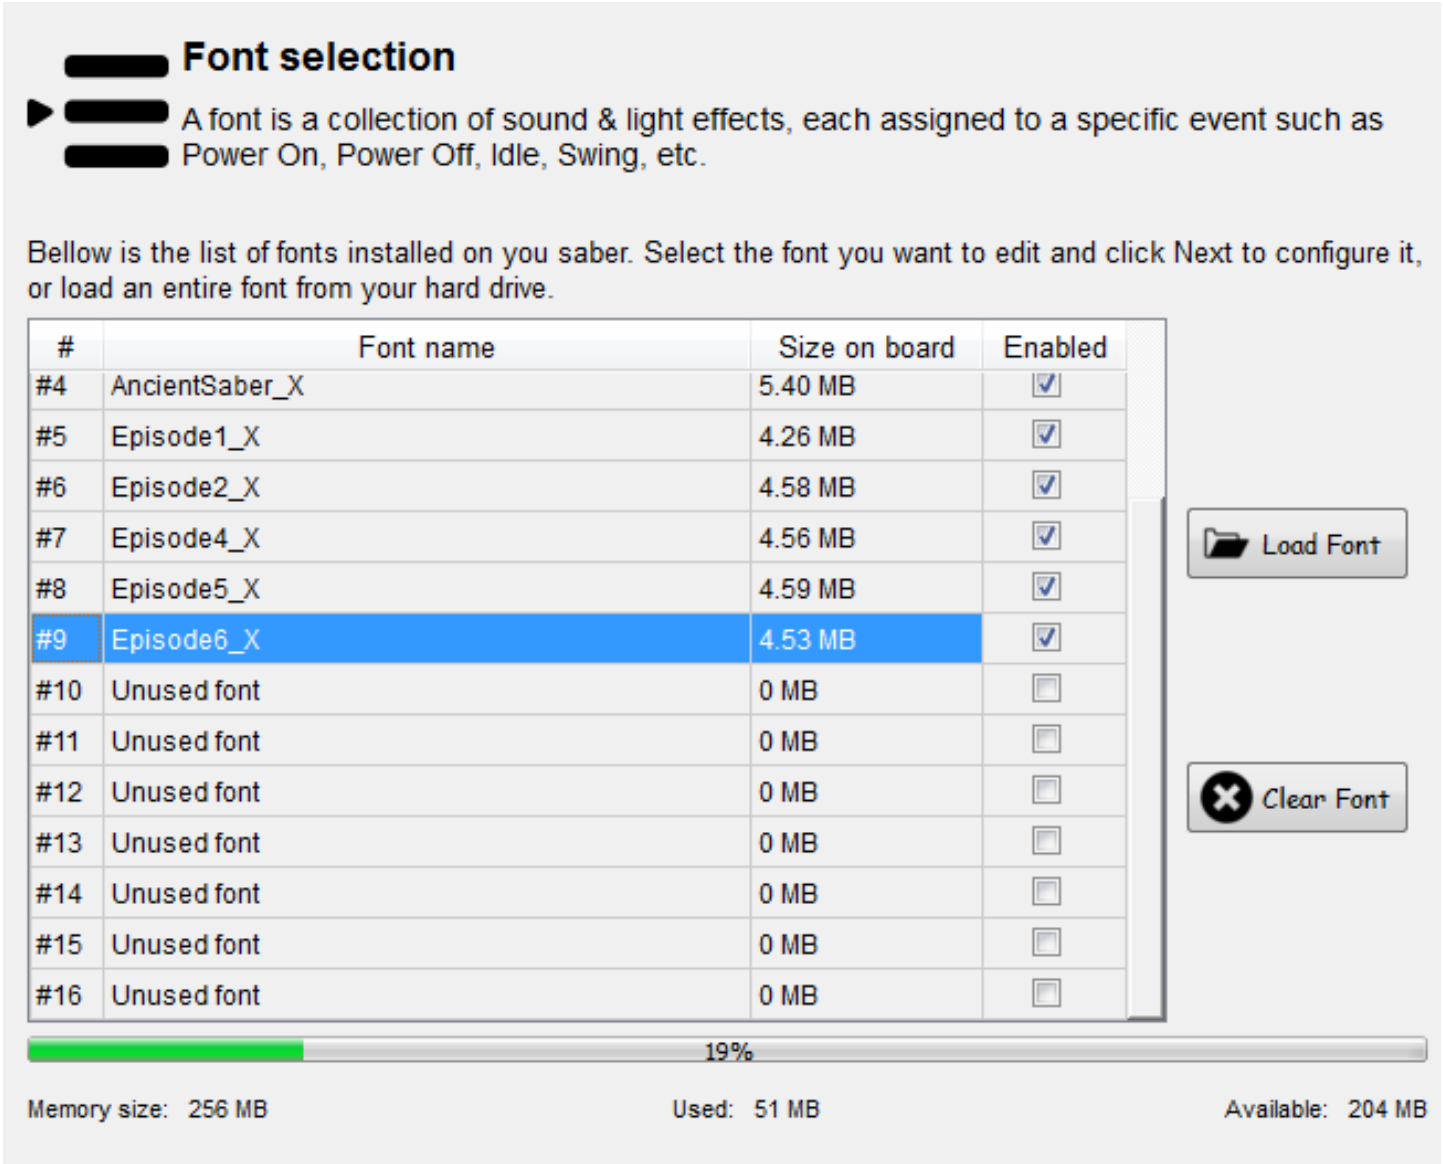 Font selection
A font is a collection of sound & light effects, each assigned to a specific event such as
Power On, Power Off, Idle, Swing, etc.
Bellow is the list of fonts installed on you saber. Select the font you want to edit and click Next to configure it,
or load an entire font from your hard drive.
# Font name Size on board Enabled
#4 AncientSaber_X 5.40 MB
#5 Episode1_X 4.26 MB
#6 Episode2_X 4.58 MB
#7 Episode4_X 4.56 MB
#8 Episode5_X 4.59 MB
#9 Episode6_X 4.53 MB
#10 Unused font 0 MB
#11 Unused font 0 MB
#12 Unused font 0 MB
#13 Unused font 0 MB
#14 Unused font 0 MB
#15 Unused font 0 MB
#16 Unused font 0 MB
Load Font
Clear Font
19%
Memory size: 256 MB Used: 51 MB Available: 204 MB